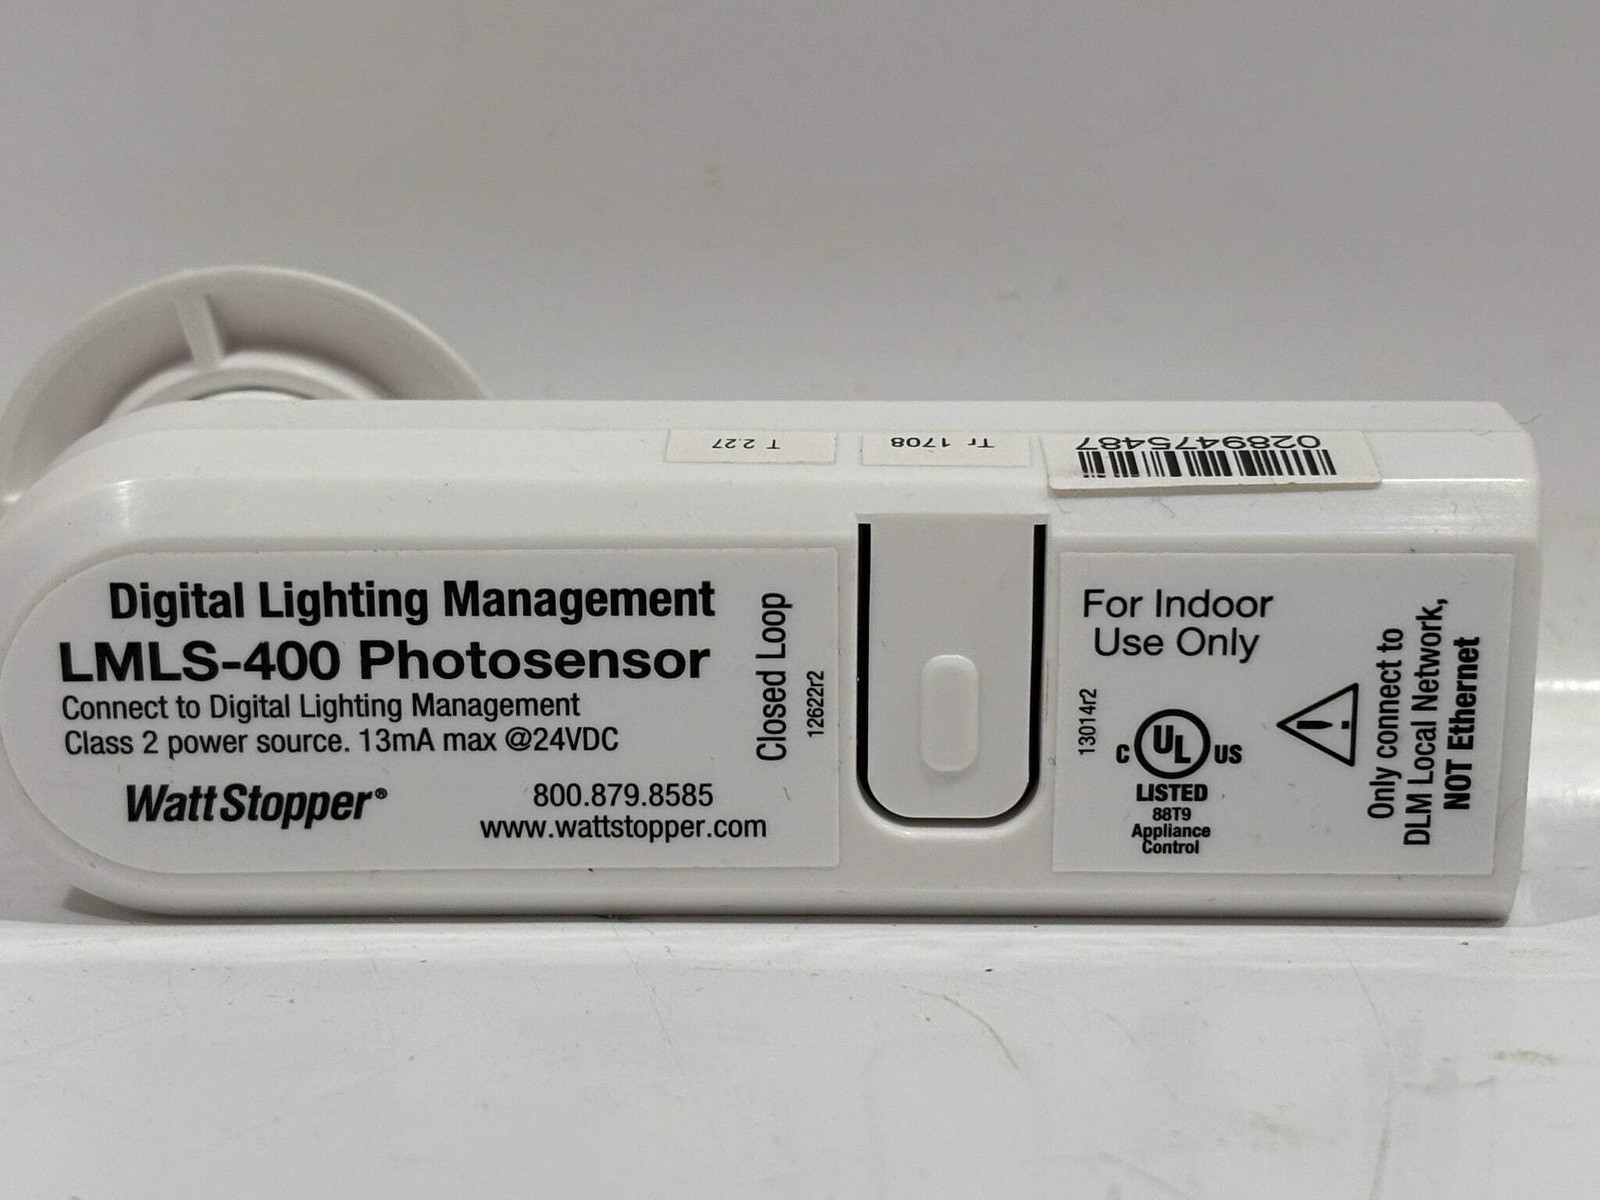 T 2.27
Tr 1708
0289475487
Digital Lighting Management
LMLS-400 Photosensor
Connect to Digital Lighting Management
Class 2 power source. 13mA max @24VDC
WattStopper®
800.879.8585
www.wattstopper.com
Closed Loop
12622r2
For Indoor
Use Only
13014r2
C UL US
LISTED
88T9
Appliance
Control
!
Only connect to
DLM Local Network,
NOT Ethernet